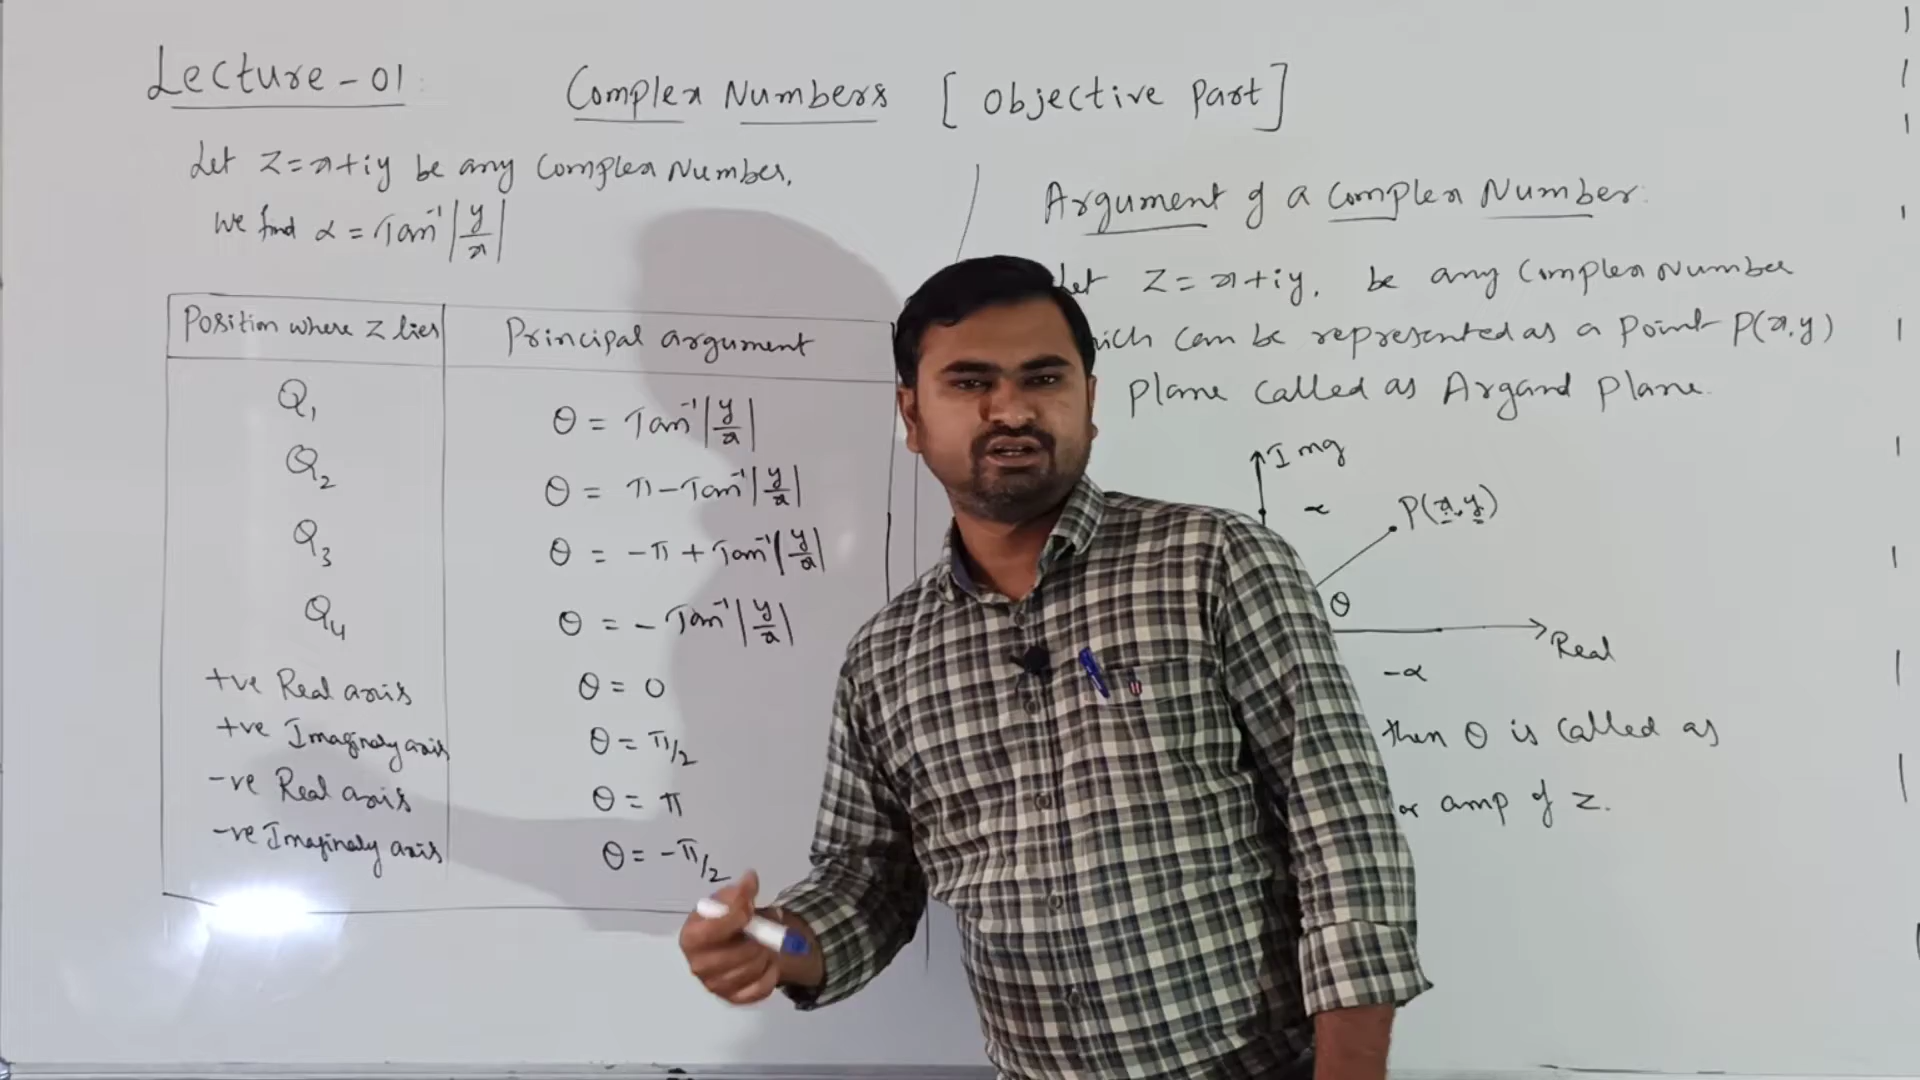 Lecture - 01
Complex Numbers [Objective Part]
Let z = x+iy be any Complex Number.
We find α = Tan⁻¹|y/x|
Position where z lies | Principal argument
Q₁ θ = Tan⁻¹|y/x|
Q₂ θ = π - Tan⁻¹|y/x|
Q₃ θ = -π + Tan⁻¹|y/x|
Q₄ θ = - Tan⁻¹|y/x|
+ve Real axis θ = 0
+ve Imaginary axis θ = π/2
-ve Real axis θ = π
-ve Imaginary axis θ = -π/2
Argument of a Complex Number:
Let z = x+iy, be any Complex Number
ich can be represented as a point P(x,y)
plane called as Argand plane.
Img
P(x,y)
θ
Real
-α
then θ is called as
or amp of z.